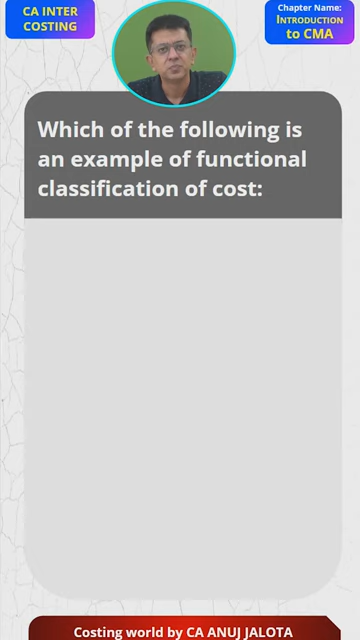 CA INTER
COSTING
Chapter Name:
INTRODUCTION
to CMA
Which of the following is
an example of functional
classification of cost:
Costing world by CA ANUJ JALOTA